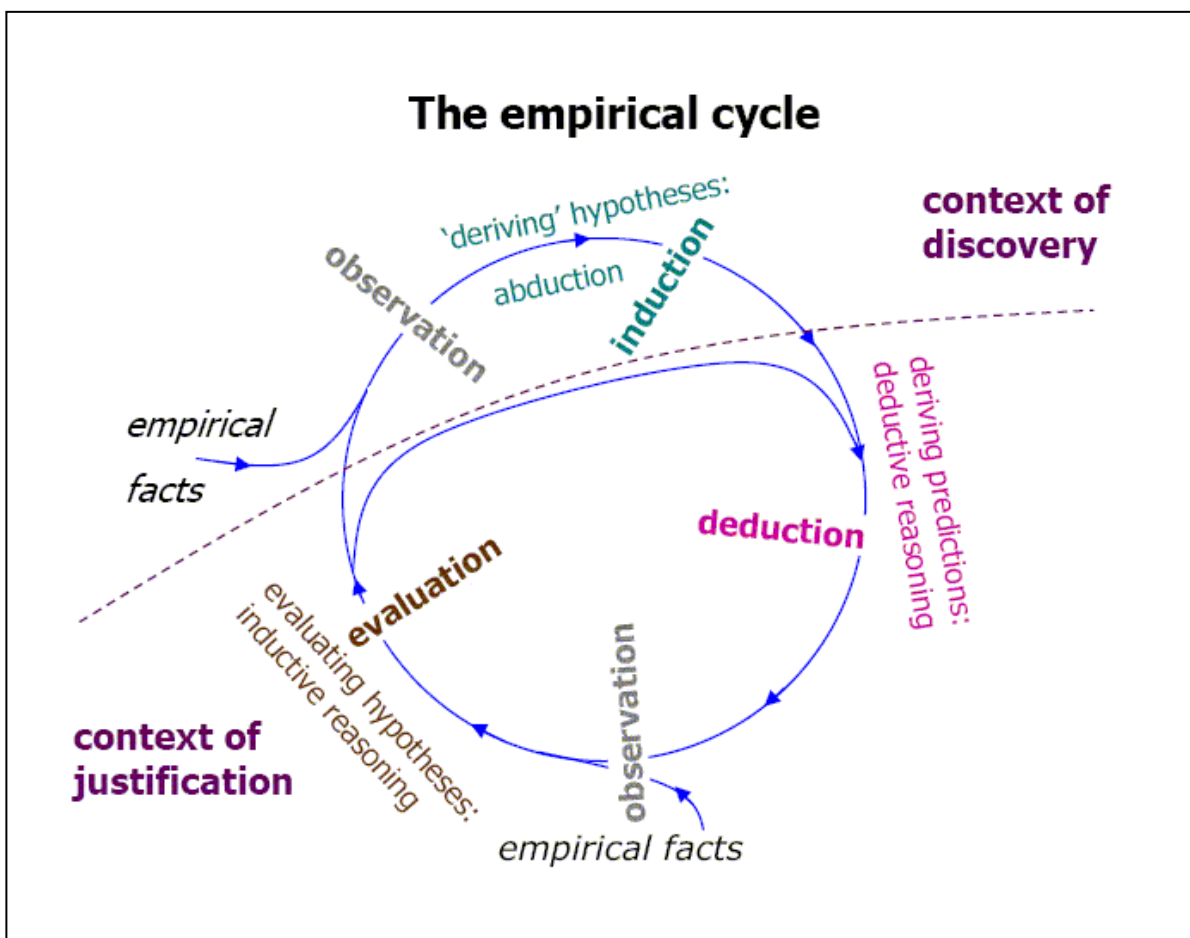 The empirical cycle
‘deriving’ hypotheses:
abduction
induction
context of
discovery
observation
empirical
facts
deriving predictions:
deductive reasoning
deduction
evaluation
evaluating hypotheses:
inductive reasoning
observation
context of
justification
empirical facts